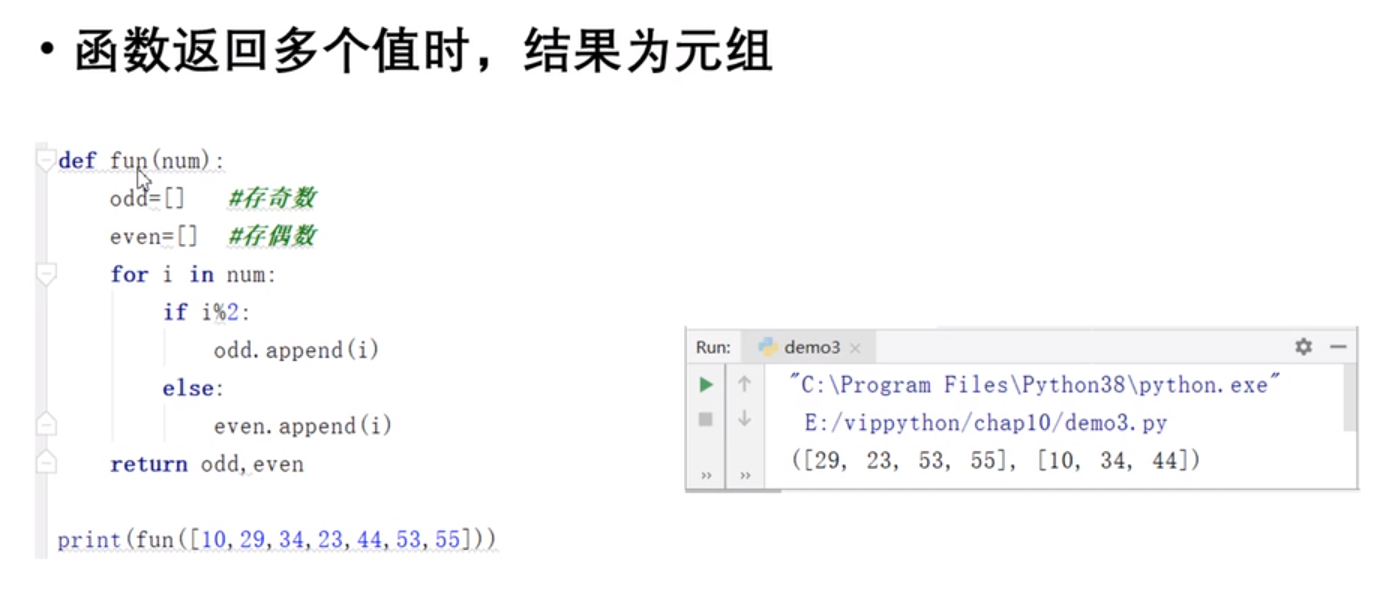 • 函数返回多个值时，结果为元组
def fun(num):
    odd=[]   #存奇数
    even=[]  #存偶数
    for i in num:
        if i%2:
            odd.append(i)
        else:
            even.append(i)
    return odd,even
print(fun([10,29,34,23,44,53,55]))
Run: demo3
"C:\Program Files\Python38\python.exe"
E:/vippython/chap10/demo3.py
([29, 23, 53, 55], [10, 34, 44])